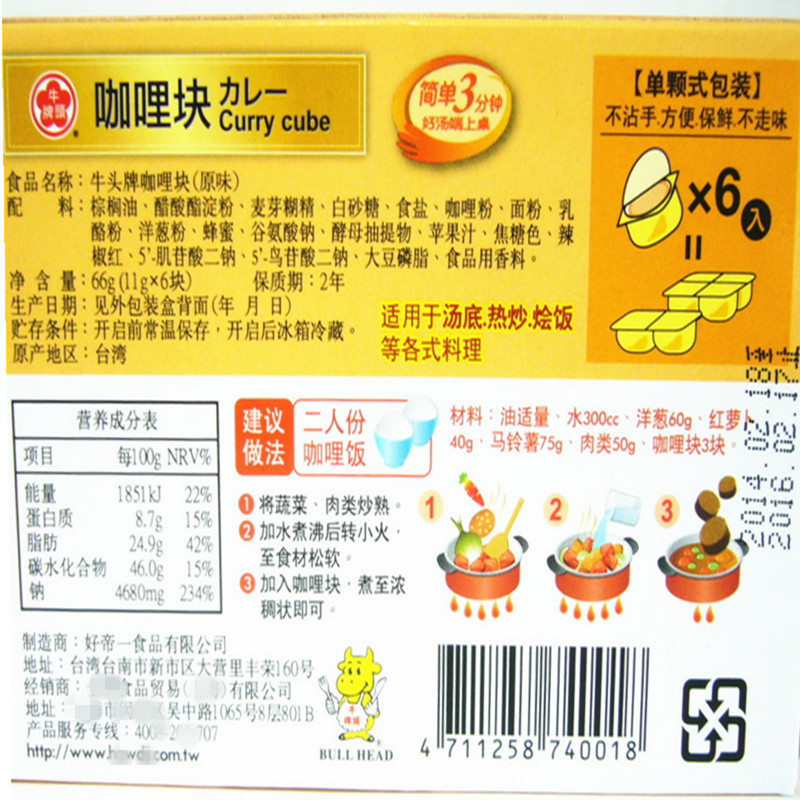 牛頭牌
咖哩块 カレー
Curry cube
简单3分钟
好汤端上桌
【单颗式包装】
不沾手.方便.保鲜.不走味
×6入
=
食品名称：牛头牌咖哩块(原味)
配 料：棕榈油、醋酸酯淀粉、麦芽糊精、白砂糖、食盐、咖哩粉、面粉、乳
酪粉、洋葱粉、蜂蜜、谷氨酸钠、酵母抽提物、苹果汁、焦糖色、辣
椒红、5'-肌苷酸二钠、5'-鸟苷酸二钠、大豆磷脂、食品用香料。
净 含 量：66g(11g×6块) 保质期：2年
生产日期：见外包装盒背面(年 月 日)
贮存条件：开启前常温保存，开启后冰箱冷藏。
原产地区：台湾
适用于汤底.热炒.烩饭
等各式料理
2014.02.18
2016.02.17
营养成分表
项目 每100g NRV%
能量 1851kJ 22%
蛋白质 8.7g 15%
脂肪 24.9g 42%
碳水化合物 46.0g 15%
钠 4680mg 234%
建议
做法
二人份
咖哩饭
材料：油适量、水300cc、洋葱60g、红萝卜
40g、马铃薯75g、肉类50g、咖哩块3块。
1 将蔬菜、肉类炒熟。
2 加水煮沸后转小火，
至食材松软。
3 加入咖哩块，煮至浓
稠状即可。
1
2
3
制造商：好帝一食品有限公司
地址：台湾台南市新市区大营里丰荣160号
经销商：食品贸易( )有限公司
地址：市 区吴中路1065号8层801B
产品服务专线：400 707
http://www.h com.tw
牛頭牌
BULL HEAD
4 711258 740018